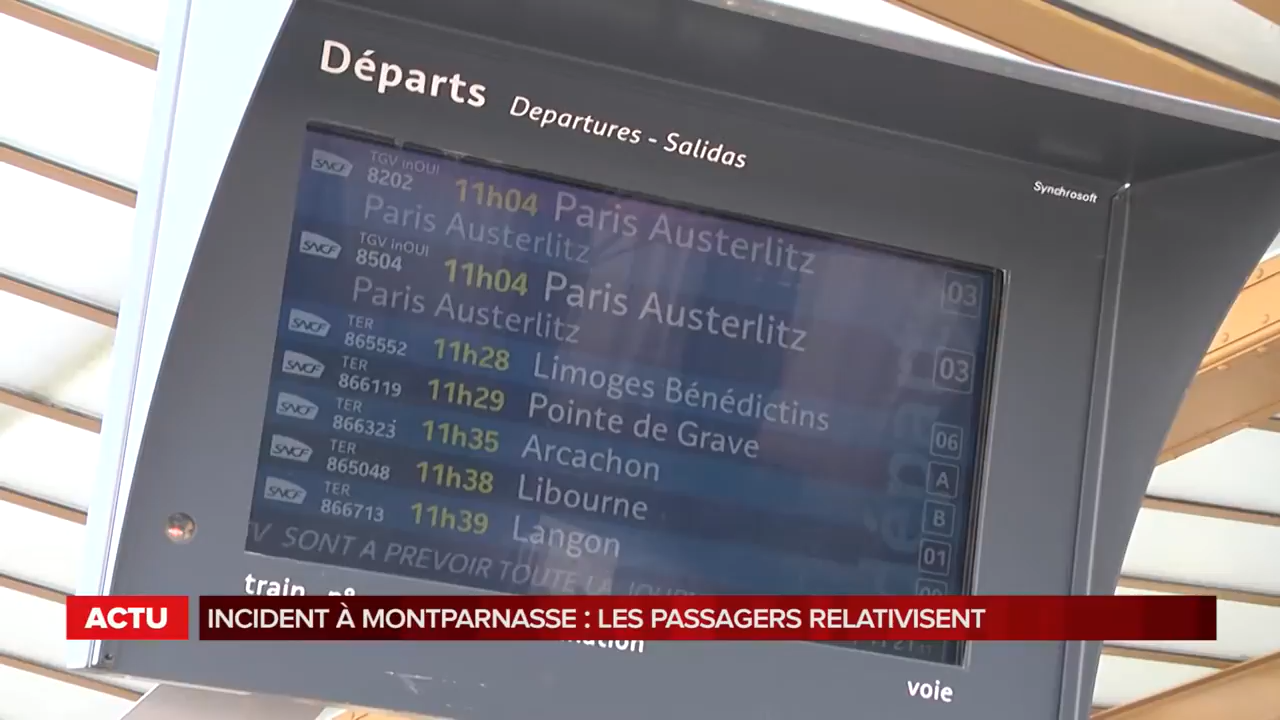 Départs Departures - Salidas
Synchrosoft
SNCF TGV inOUI 8202 11h04 Paris Austerlitz 03
Paris Austerlitz
SNCF TGV inOUI 8504 11h04 Paris Austerlitz 03
Paris Austerlitz
SNCF TER 865552 11h28 Limoges Bénédictins 06
SNCF TER 866119 11h29 Pointe de Grave A
SNCF TER 866323 11h35 Arcachon B
SNCF TER 865048 11h38 Libourne 01
SNCF TER 866713 11h39 Langon
SONT A PREVOIR TOUTE LA
train n°
ACTU INCIDENT À MONTPARNASSE : LES PASSAGERS RELATIVISENT
voie